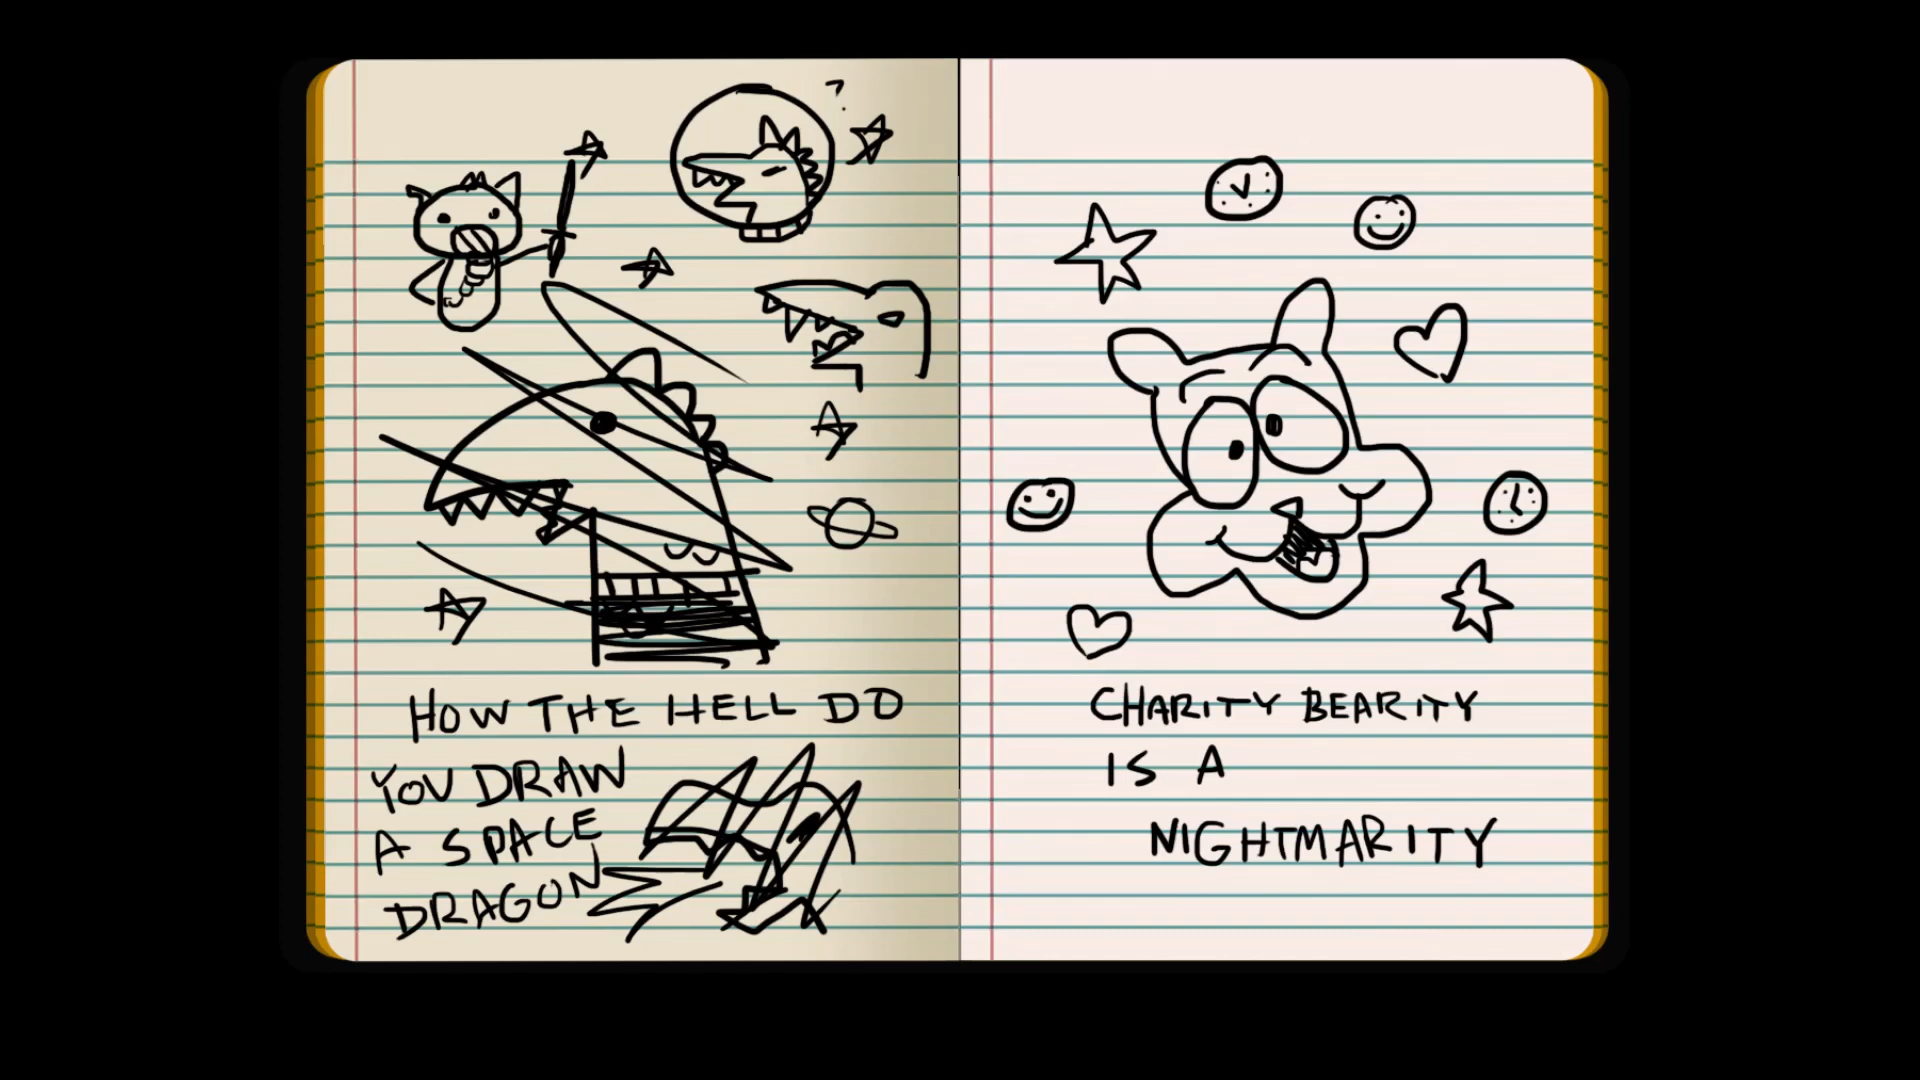 HOW THE HELL DO
YOU DRAW
A SPACE
DRAGON
CHARITY BEARITY
IS A
NIGHTMARITY